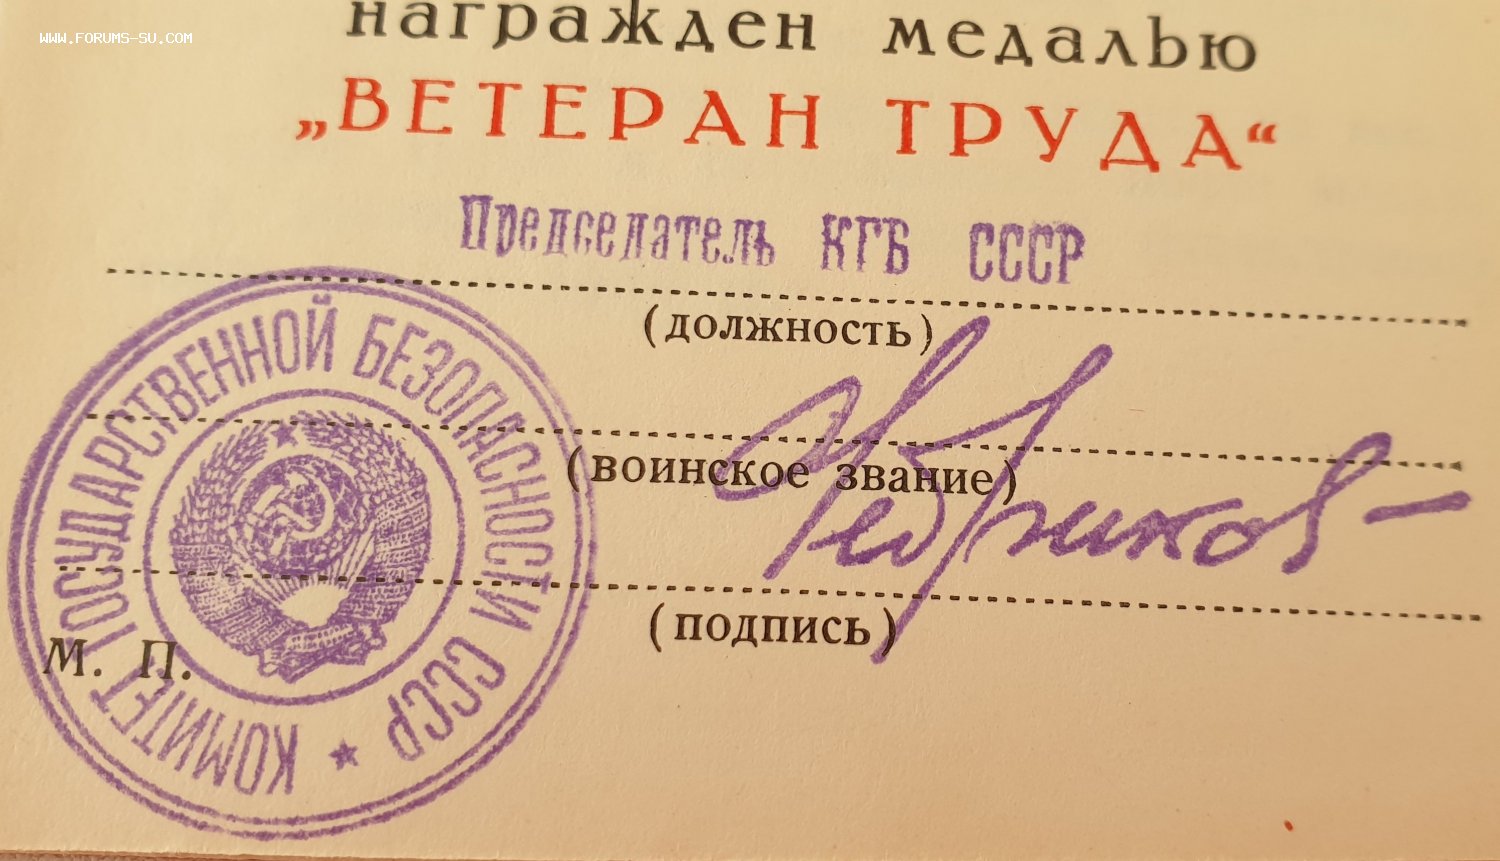 www.forums-su.com
награжден медалью
„ВЕТЕРАН ТРУДА“
Председатель КГБ СССР
(должность)
(воинское звание)
(подпись)
М. П.
КОМИТЕТ ГОСУДАРСТВЕННОЙ БЕЗОПАСНОСТИ СССР